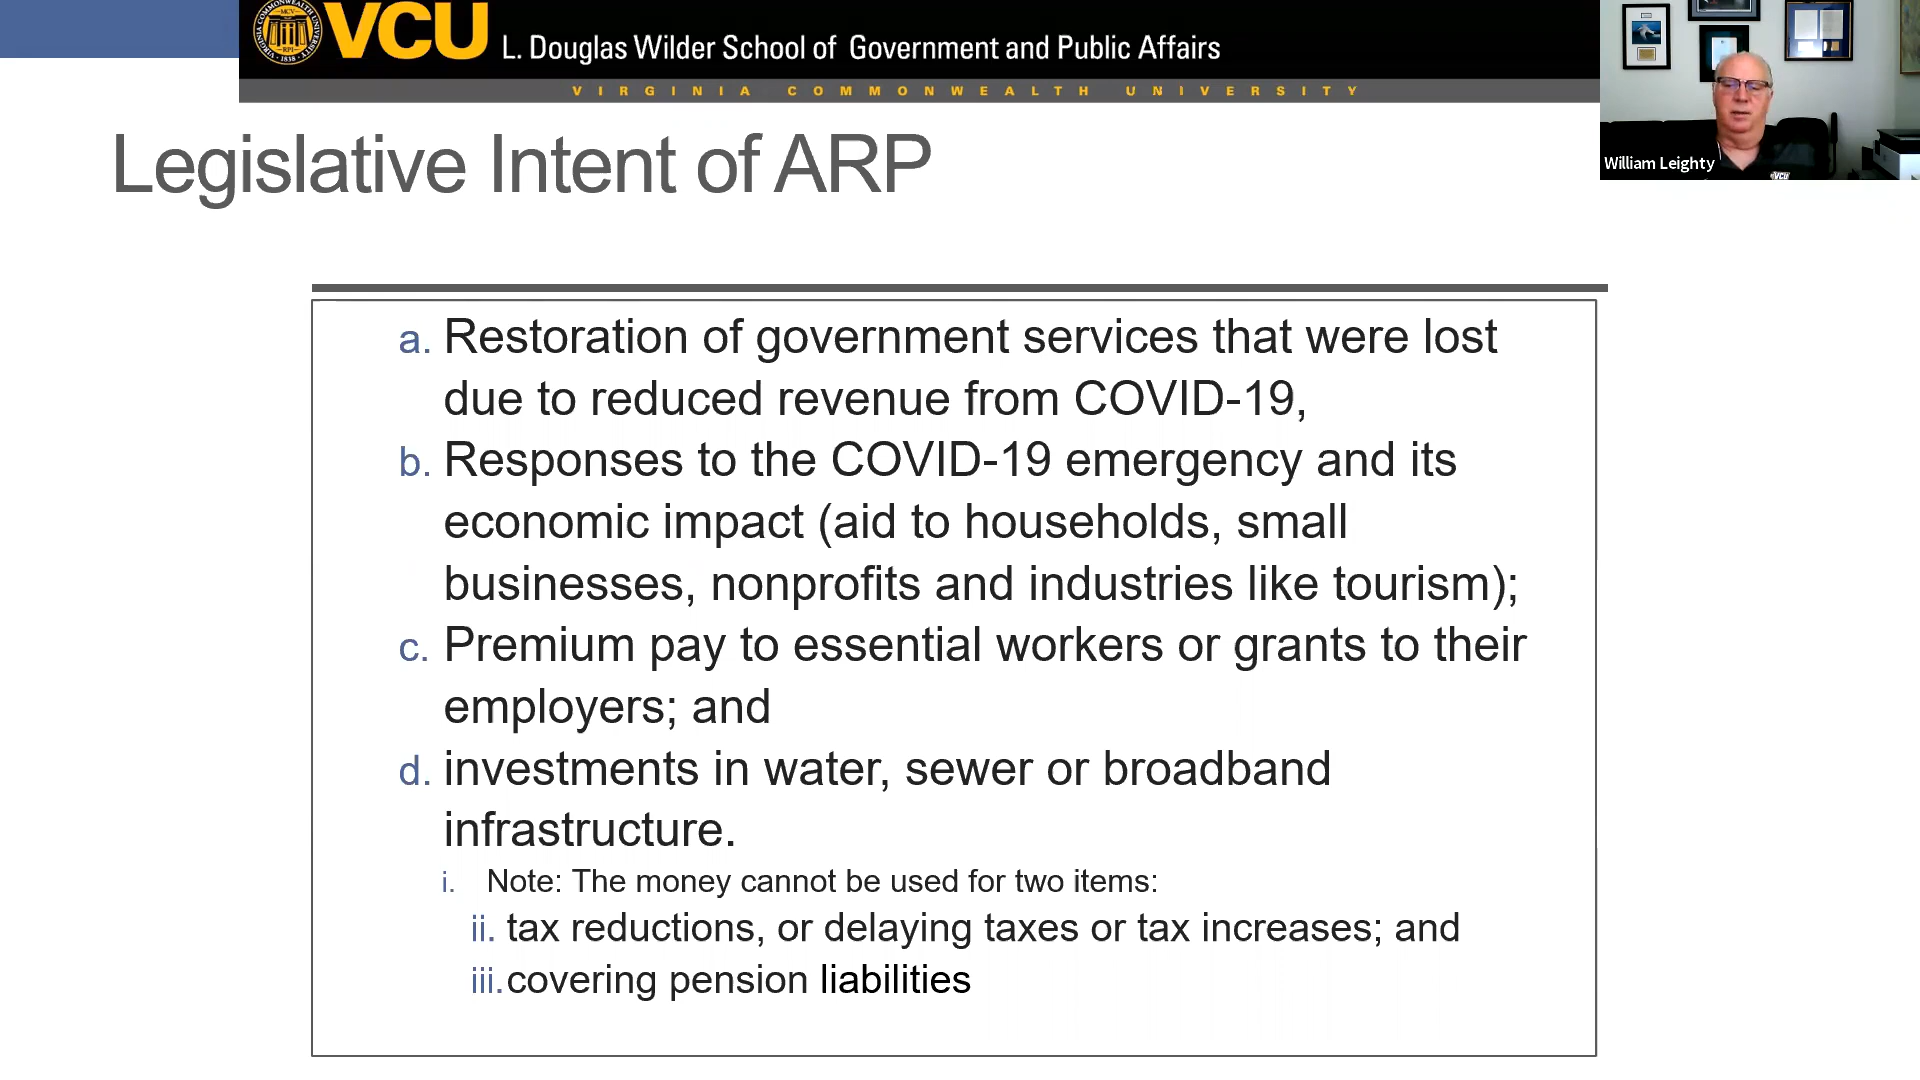 VCU L. Douglas Wilder School of Government and Public Affairs
VIRGINIA COMMONWEALTH UNIVERSITY
Legislative Intent of ARP
William Leighty
VCU
a. Restoration of government services that were lost
due to reduced revenue from COVID-19,
b. Responses to the COVID-19 emergency and its
economic impact (aid to households, small
businesses, nonprofits and industries like tourism);
c. Premium pay to essential workers or grants to their
employers; and
d. investments in water, sewer or broadband
infrastructure.
i. Note: The money cannot be used for two items:
ii. tax reductions, or delaying taxes or tax increases; and
iii. covering pension liabilities